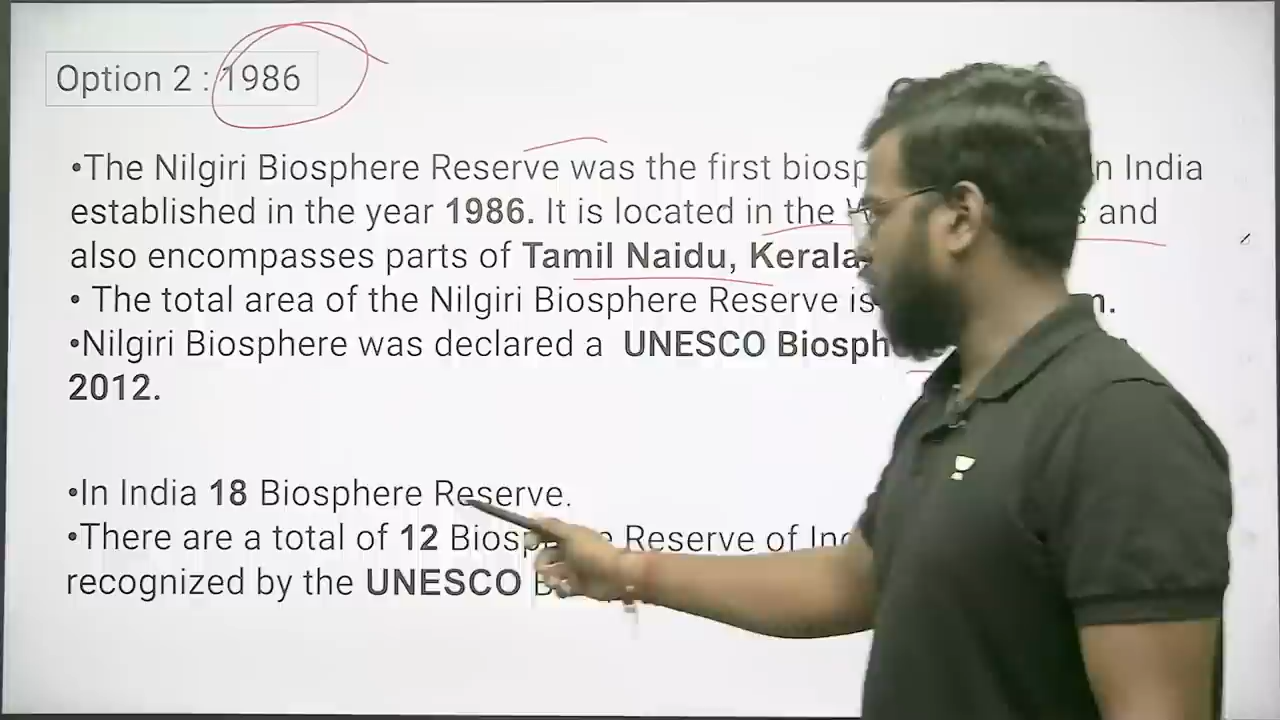 Option 2 : 1986
•The Nilgiri Biosphere Reserve was the first In India
established in the year 1986. It is located in the and
also encompasses parts of Tamil Naidu, Kerala,
• The total area of the Nilgiri Biosphere Reserve is
•Nilgiri Biosphere was declared a UNESCO
2012.
•In India 18 Biosphere Reserve.
•There are a total of 12 Reserve of
recognized by the UNESCO